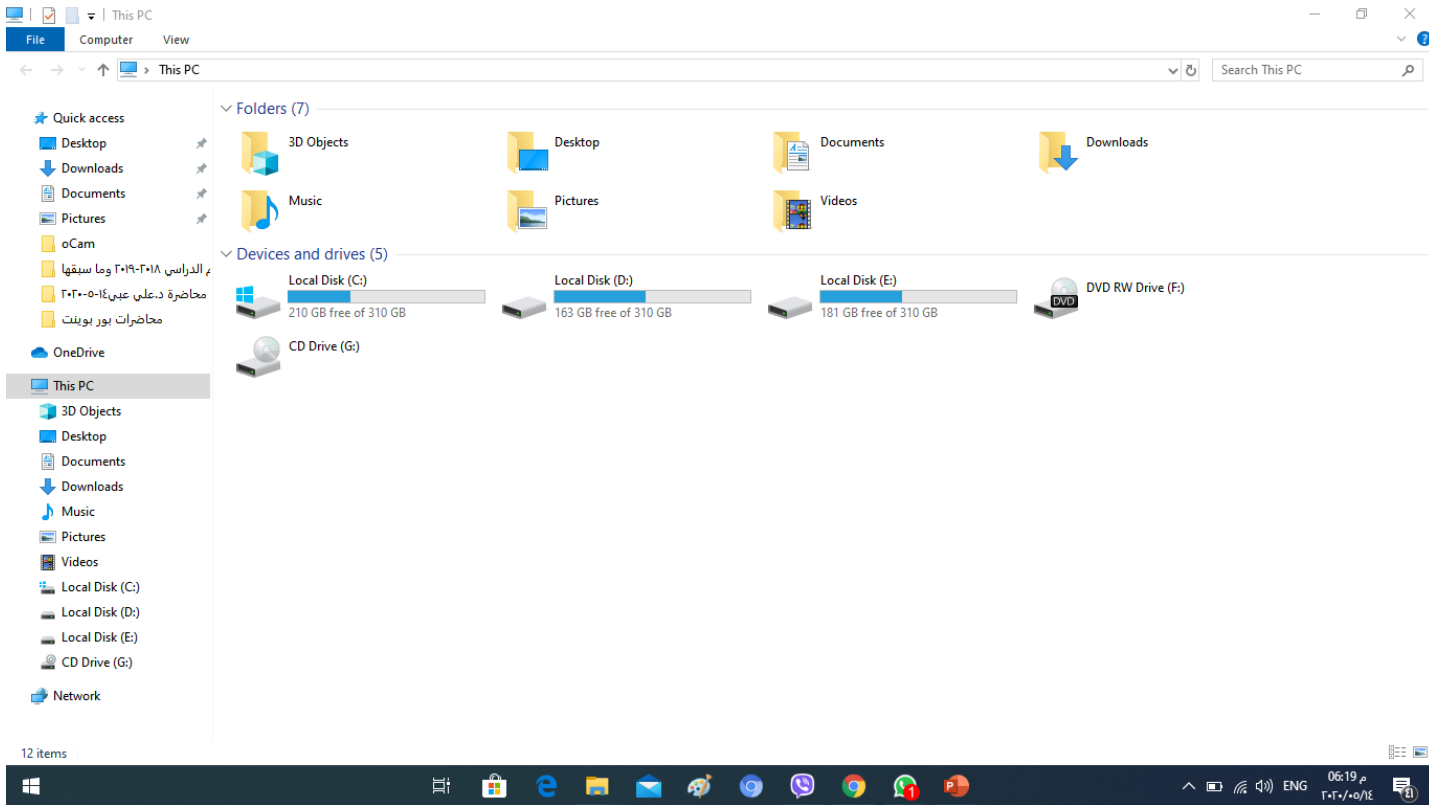 This PC
File Computer View
This PC
Search This PC
Quick access
Desktop
Downloads
Documents
Pictures
oCam
م الدراسي ٢٠١٨-٢٠١٩ وما سبقها
محاضرة د.علي عبي١٤-٥-٢٠٢٠
محاضرات بور بوينت
OneDrive
This PC
3D Objects
Desktop
Documents
Downloads
Music
Pictures
Videos
Local Disk (C:)
Local Disk (D:)
Local Disk (E:)
CD Drive (G:)
Network
Folders (7)
3D Objects
Desktop
Documents
Downloads
Music
Pictures
Videos
Devices and drives (5)
Local Disk (C:)
210 GB free of 310 GB
Local Disk (D:)
163 GB free of 310 GB
Local Disk (E:)
181 GB free of 310 GB
DVD RW Drive (F:)
DVD
CD Drive (G:)
12 items
1
ENG
06:19 م
٢٠٢٠/٠٥/١٤